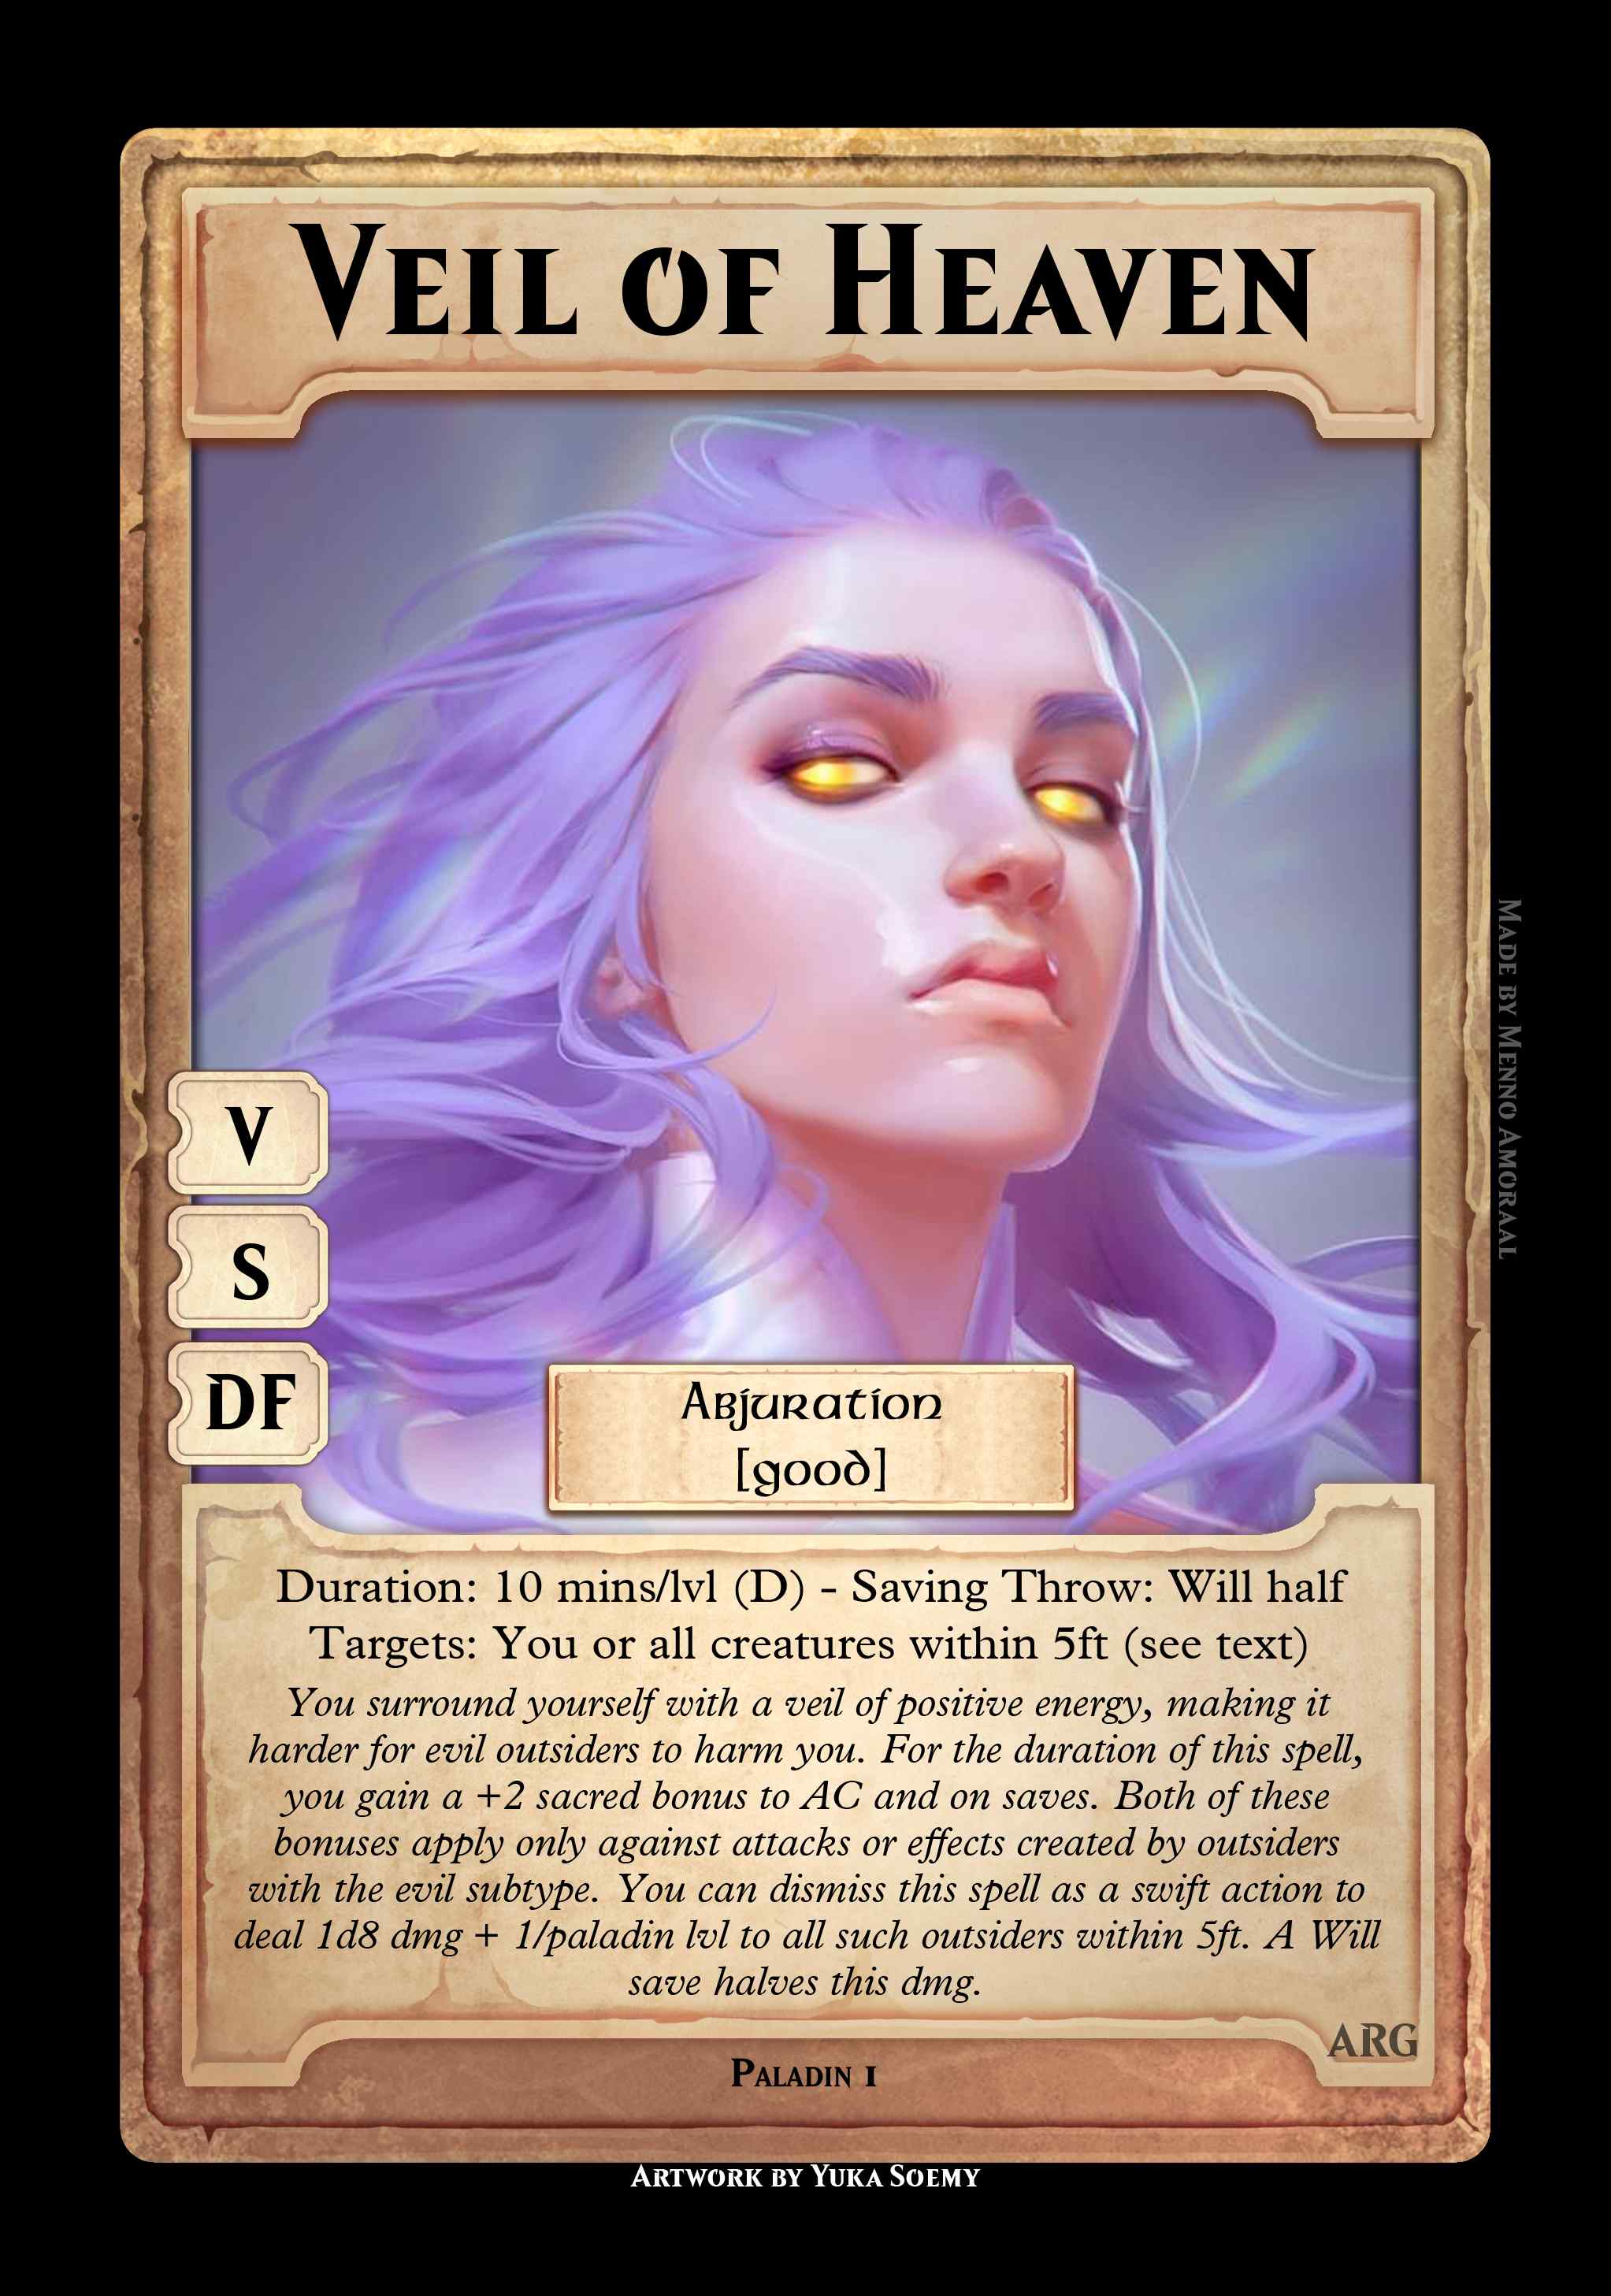 Veil of Heaven
V
S
DF
Abjuration
[good]
Duration: 10 mins/lvl (D) - Saving Throw: Will half
Targets: You or all creatures within 5ft (see text)
You surround yourself with a veil of positive energy, making it
harder for evil outsiders to harm you. For the duration of this spell,
you gain a +2 sacred bonus to AC and on saves. Both of these
bonuses apply only against attacks or effects created by outsiders
with the evil subtype. You can dismiss this spell as a swift action to
deal 1d8 dmg + 1/paladin lvl to all such outsiders within 5ft. A Will
save halves this dmg.
ARG
Paladin 1
Artwork by Yuka Soemy
Made by Menno Amoraal